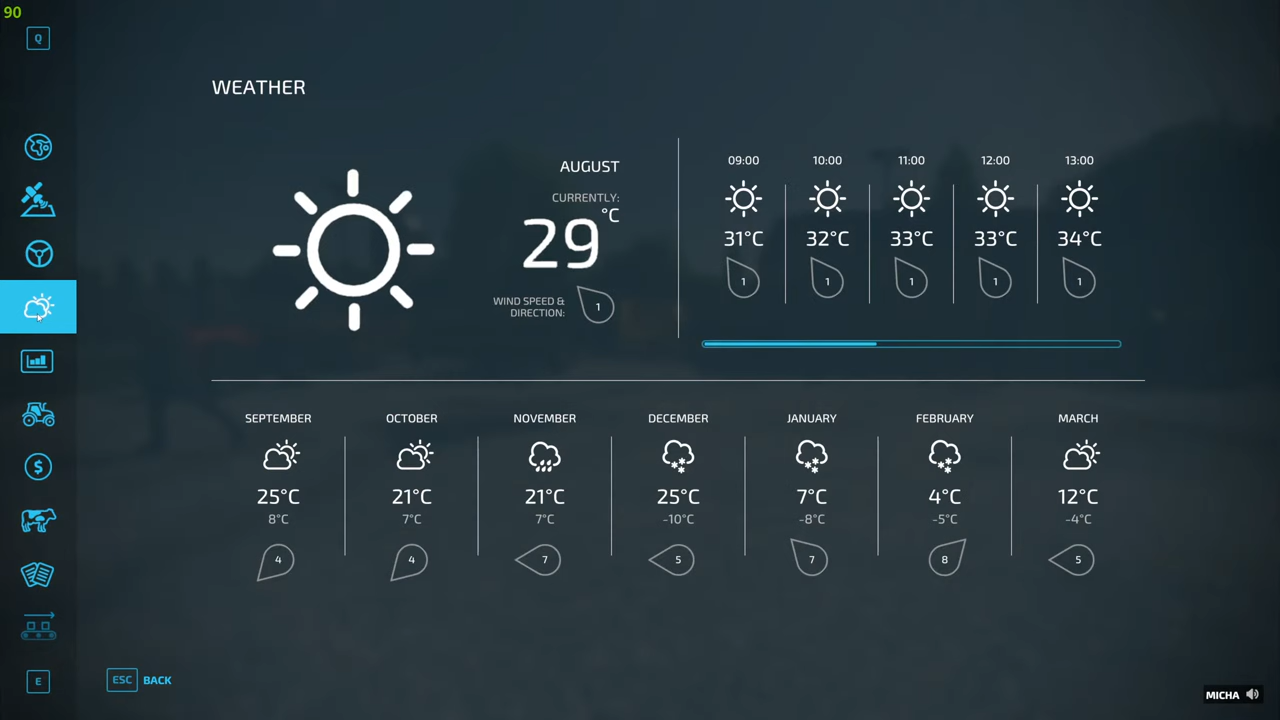 90
Q
WEATHER
AUGUST
CURRENTLY:
29 °C
WIND SPEED &
DIRECTION:
1
09:00 10:00 11:00 12:00 13:00
31°C 32°C 33°C 33°C 34°C
1 1 1 1 1
SEPTEMBER OCTOBER NOVEMBER DECEMBER JANUARY FEBRUARY MARCH
25°C 21°C 21°C 25°C 7°C 4°C 12°C
8°C 7°C 7°C -10°C -8°C -5°C -4°C
4 4 7 5 7 8 5
E
ESC BACK
MICHA